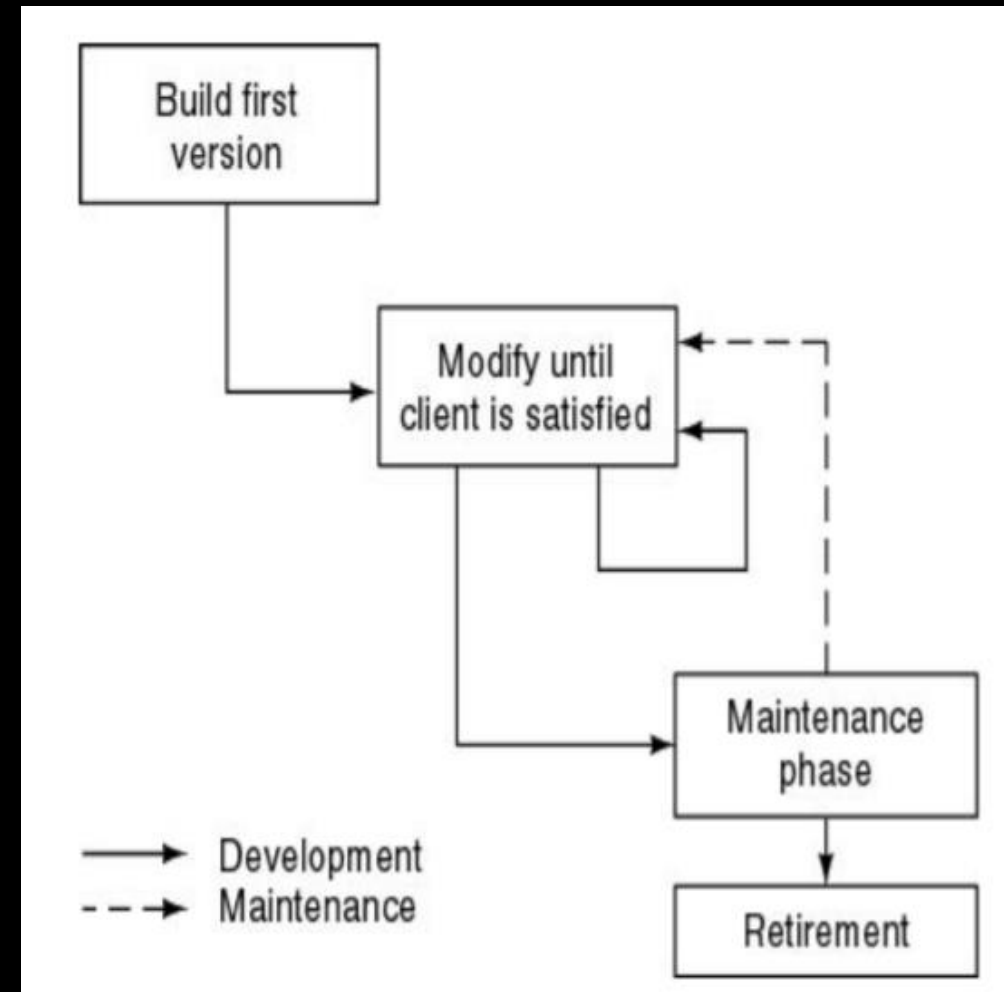 Build first
version
Modify until
client is satisfied
Maintenance
phase
Development
Maintenance
Retirement